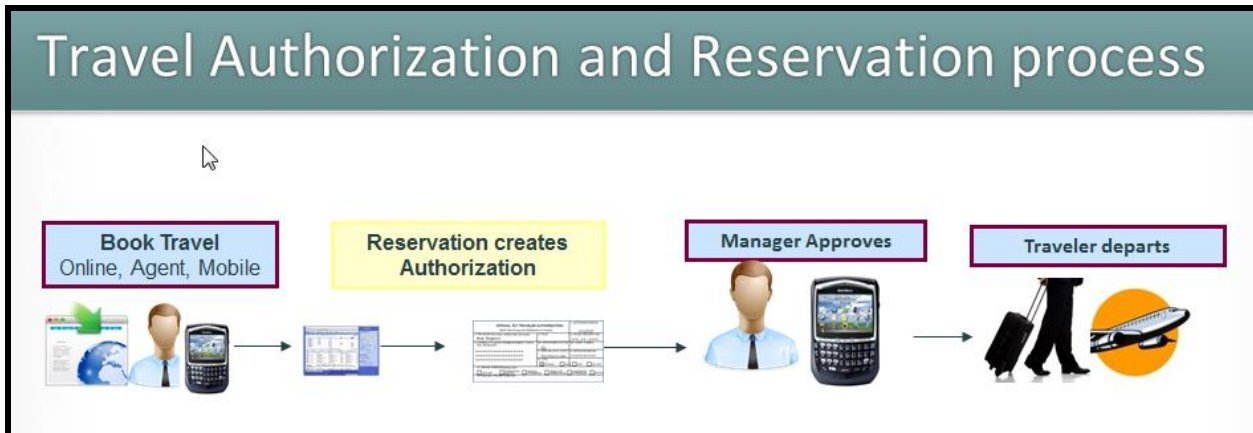 Travel Authorization and Reservation process
Book Travel
Online, Agent, Mobile
Reservation creates
Authorization
Manager Approves
Traveler departs